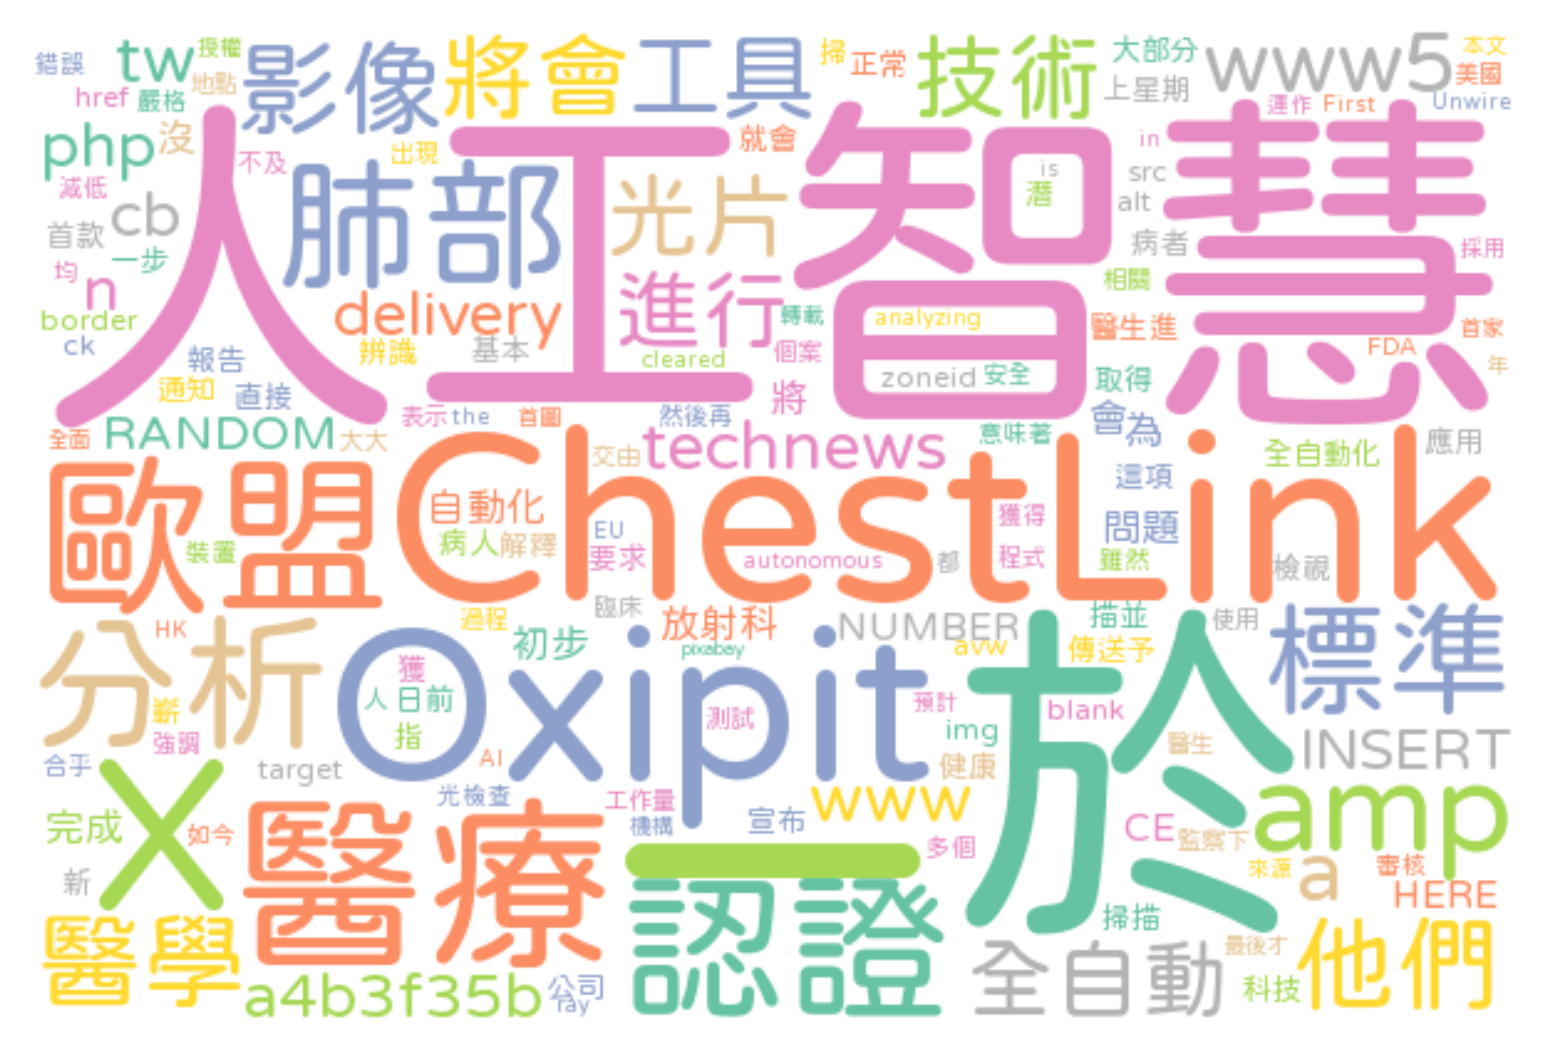 錯誤 tw 授權 影像 將會 工具 掃 正常 技術 大部分 www5 本文
href 嚴格 地點 上星期 美國
運作 First Unwire
php 沒 不及 出現 就會 in
減低 人工智慧 肺部 光片 is 潛 src
cb alt
首款 一步 病者 採用
均 n 進行 相關
border delivery 轉載 analyzing 醫生進 首家
ck 報告 辨識 基本 cleared 個案 FDA 年
通知 直接 將 zoneid 安全 取得
表示 the 首圖 然後再 會為
全面 RANDOM 大大 交由 technews 意味著 全自動化 應用
歐盟 ChestLink 這項
自動化 獲得
裝置 病人 解釋 EU 要求 autonomous 都 程式 雖然 問題 檢視
過程 臨床 放射科 NUMBER 描並 使用 標準
分析 HK 初步 pixabay avw 傳送予
Oxipit 於
獲 人日前 指 測試 預計 blank
嶄 強調 img 醫生 INSERT
合乎 target AI 健康
X 光檢查 工作量 www amp
完成 如今 機構 宣布 CE 監察下
醫療 一 多個 來源 a 審核
新 HERE
醫學 認證 掃描 他們
全自動 最後才
a4b3f35b 公司 Yay 科技